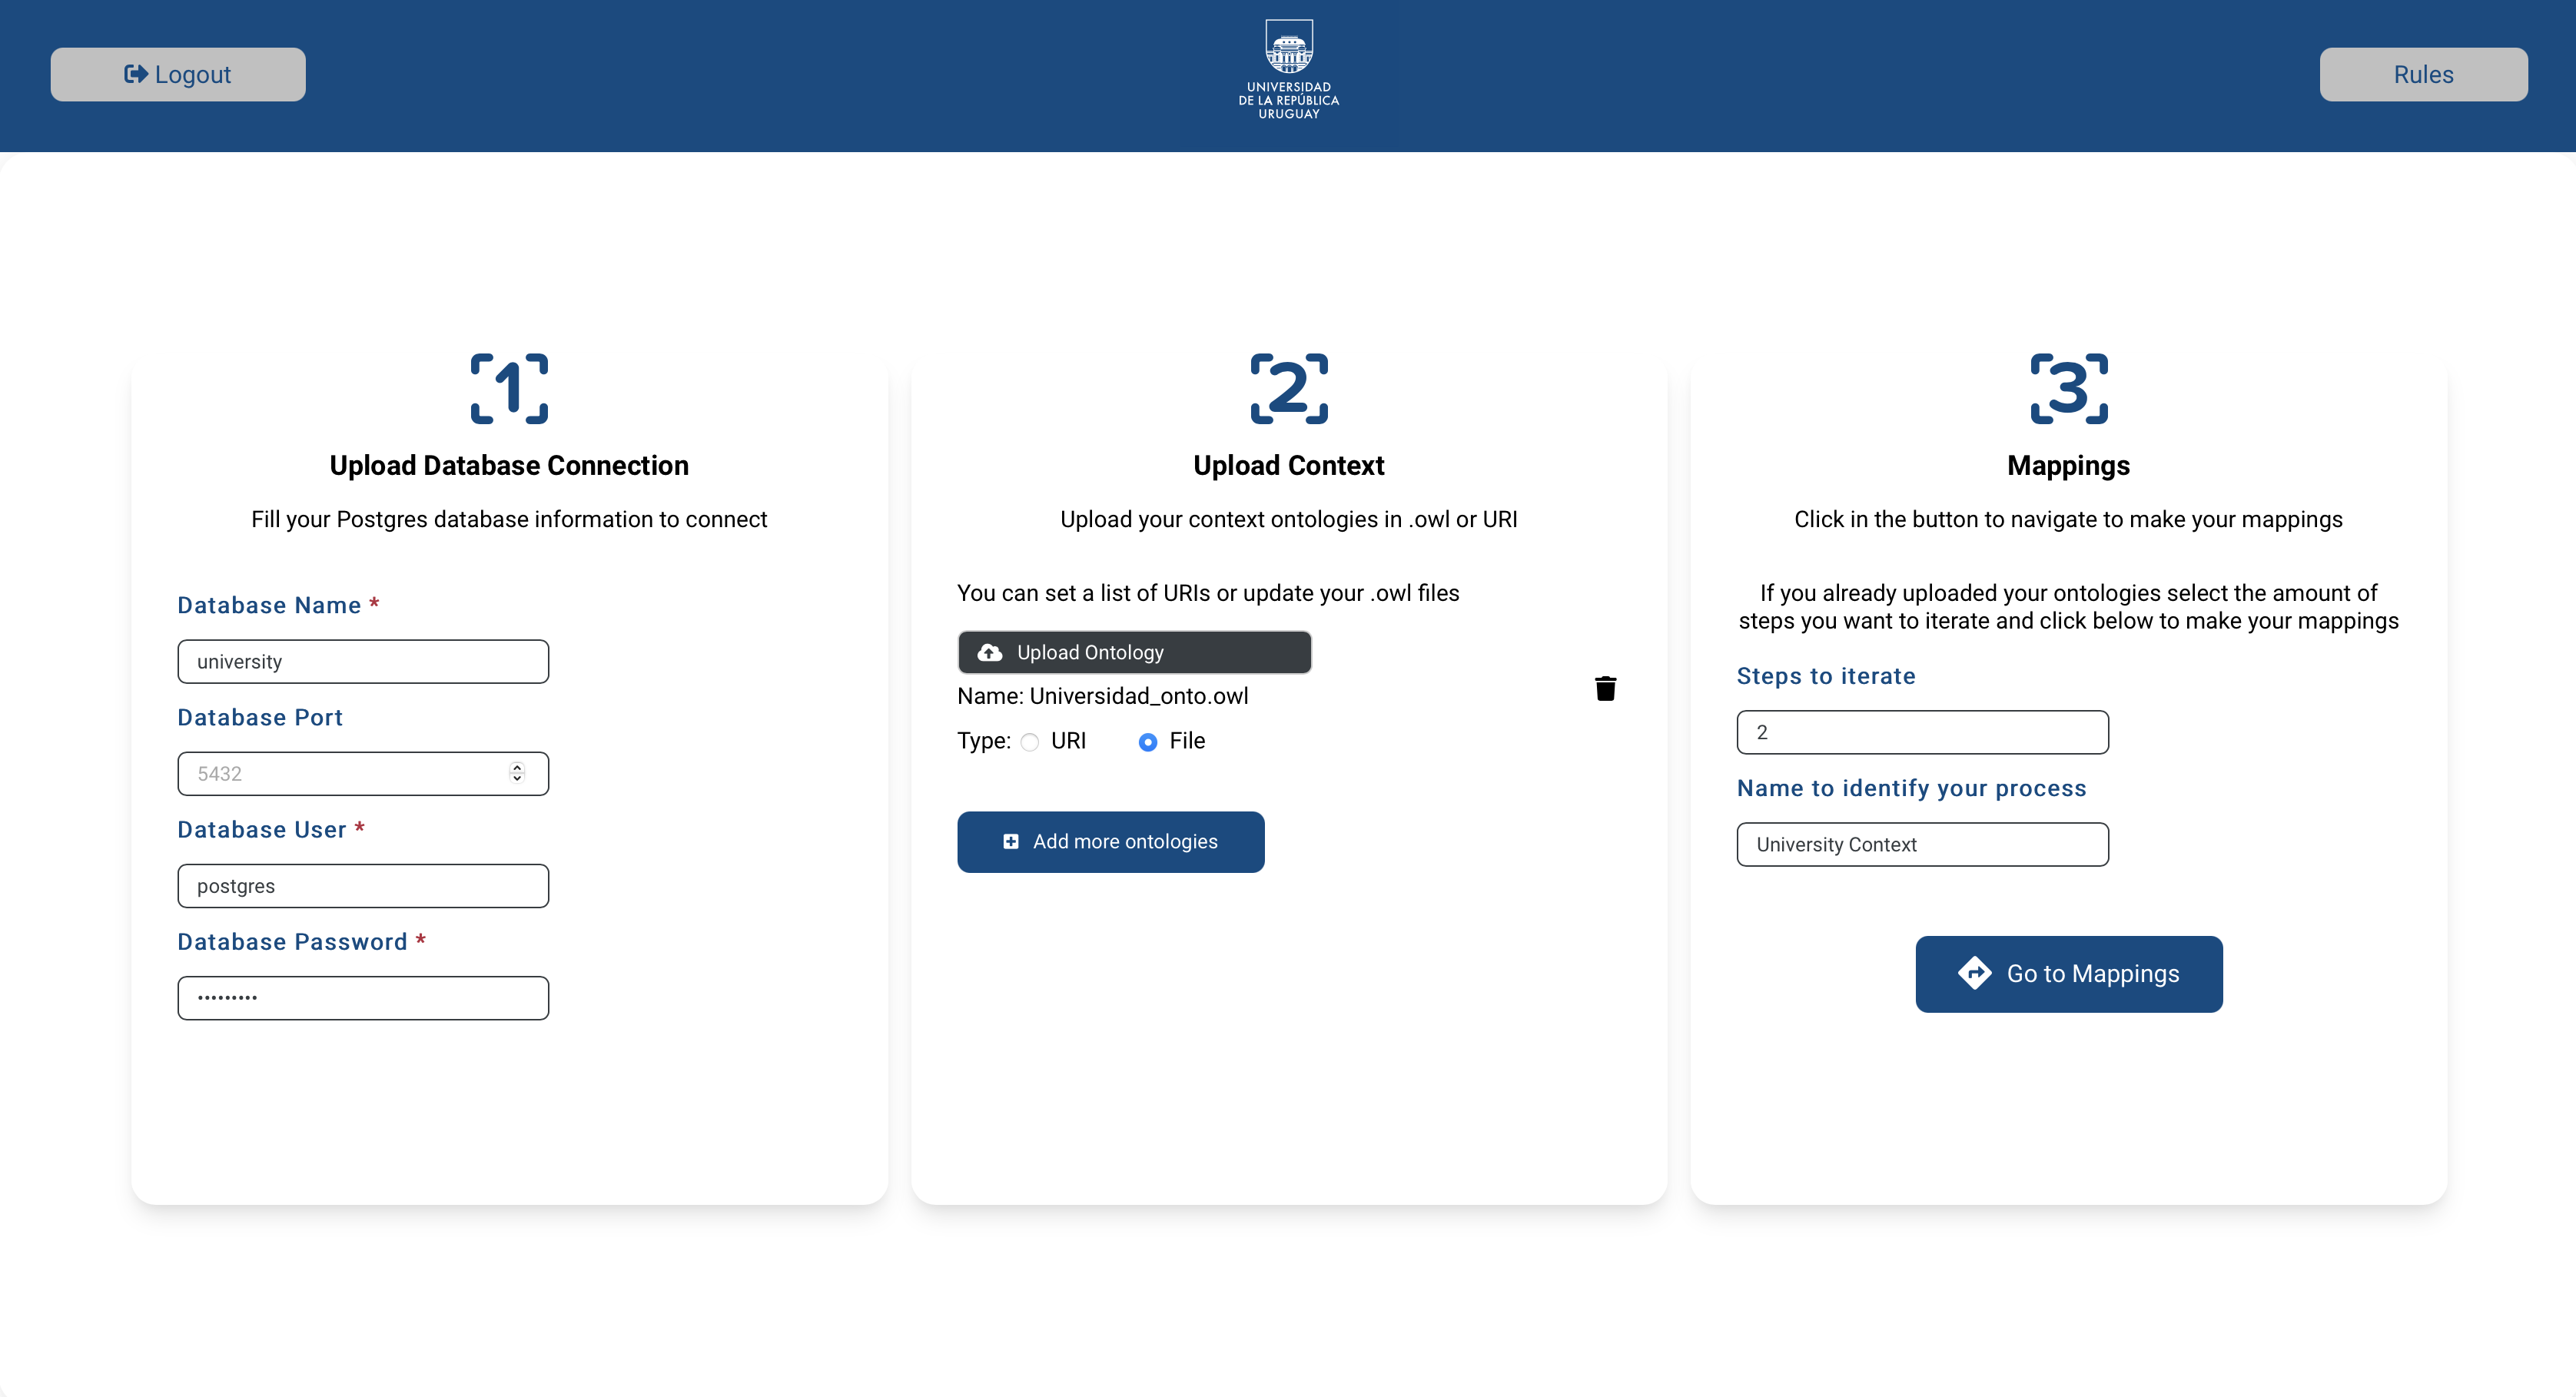 Logout
UNIVERSIDAD
DE LA REPÚBLICA
URUGUAY
Rules
1
Upload Database Connection
Fill your Postgres database information to connect
Database Name *
university
Database Port
5432
Database User *
postgres
Database Password *
•••••••••
2
Upload Context
Upload your context ontologies in .owl or URI
You can set a list of URIs or update your .owl files
Upload Ontology
Name: Universidad_onto.owl
Type: URI File
Add more ontologies
3
Mappings
Click in the button to navigate to make your mappings
If you already uploaded your ontologies select the amount of
steps you want to iterate and click below to make your mappings
Steps to iterate
2
Name to identify your process
University Context
Go to Mappings